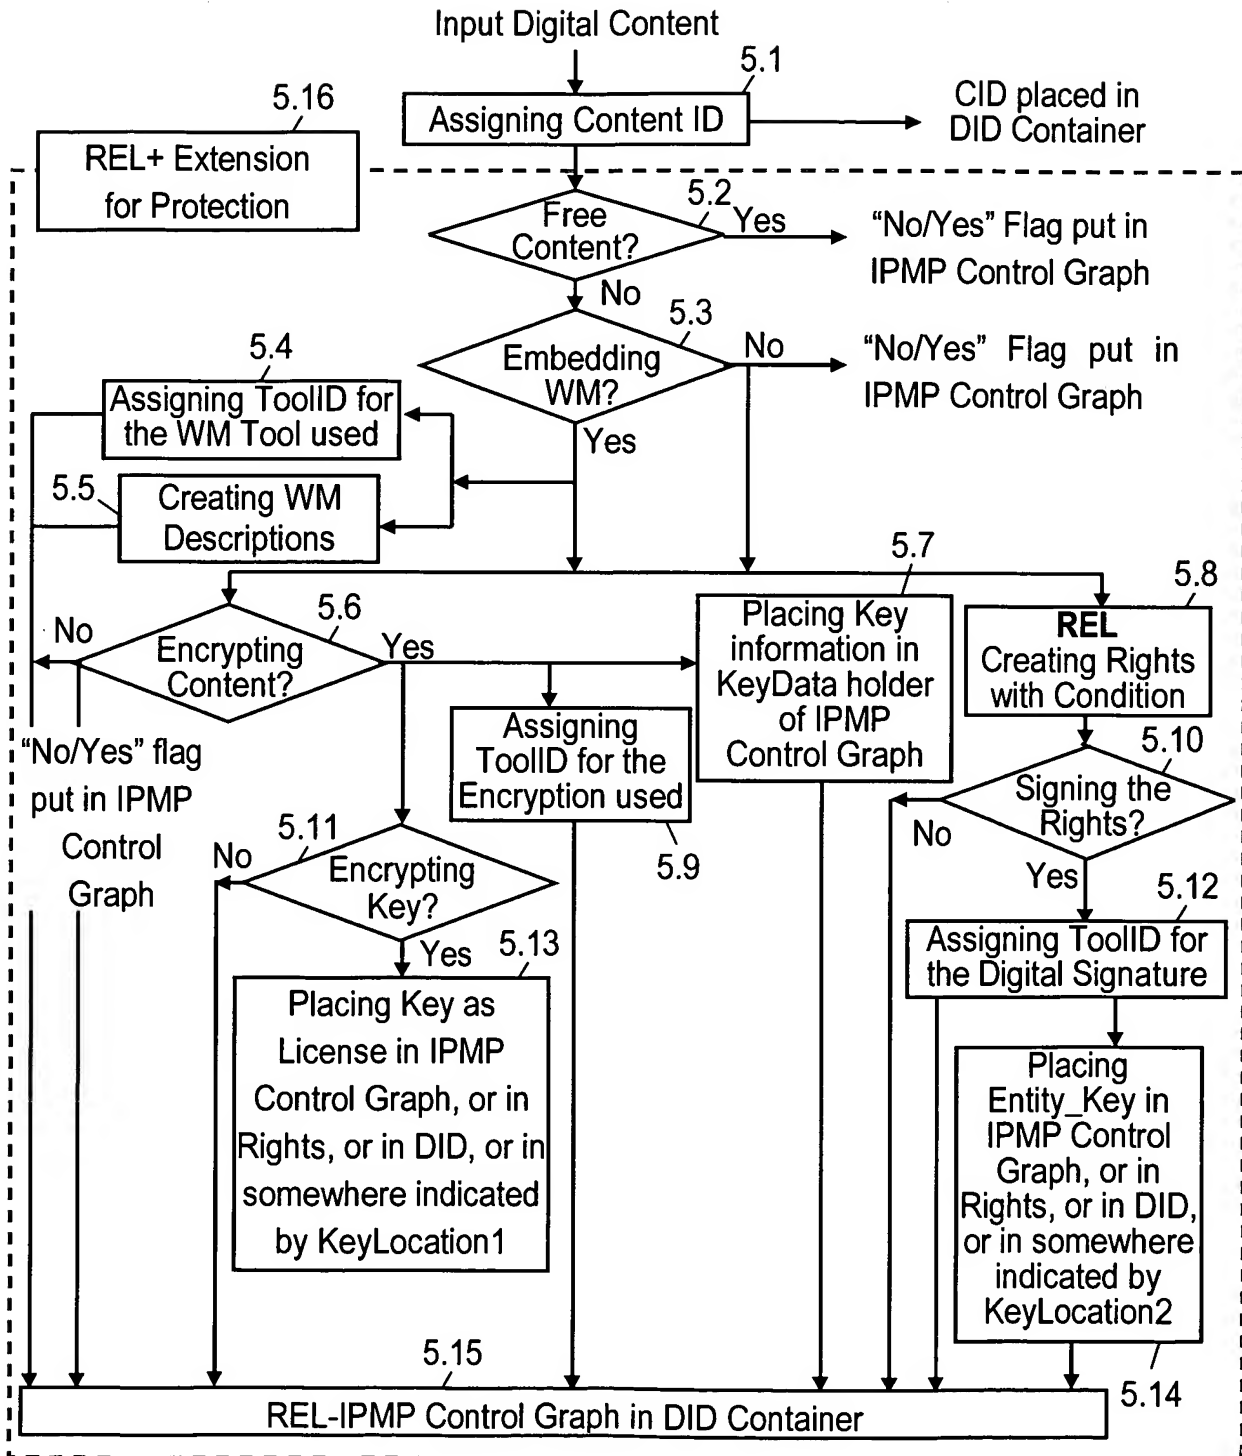 Input Digital Content
5.1
Assigning Content ID
CID placed in
DID Container
5.16
REL+ Extension
for Protection
5.2
Free
Content?
Yes
“No/Yes” Flag put in
IPMP Control Graph
No
5.3
Embedding
WM?
No
“No/Yes” Flag put in
IPMP Control Graph
Yes
5.4
Assigning ToolID for
the WM Tool used
5.5
Creating WM
Descriptions
5.6
Encrypting
Content?
No
Yes
“No/Yes” flag
put in IPMP
Control
Graph
5.7
Placing Key
information in
KeyData holder
of IPMP
Control Graph
5.8
REL
Creating Rights
with Condition
Assigning
ToolID for the
Encryption used
5.9
5.10
Signing the
Rights?
No
Yes
5.11
Encrypting
Key?
No
Yes
5.12
Assigning ToolID for
the Digital Signature
5.13
Placing Key as
License in IPMP
Control Graph, or in
Rights, or in DID, or in
somewhere indicated
by KeyLocation1
Placing
Entity_Key in
IPMP Control
Graph, or in
Rights, or in DID,
or in somewhere
indicated by
KeyLocation2
5.14
5.15
REL-IPMP Control Graph in DID Container